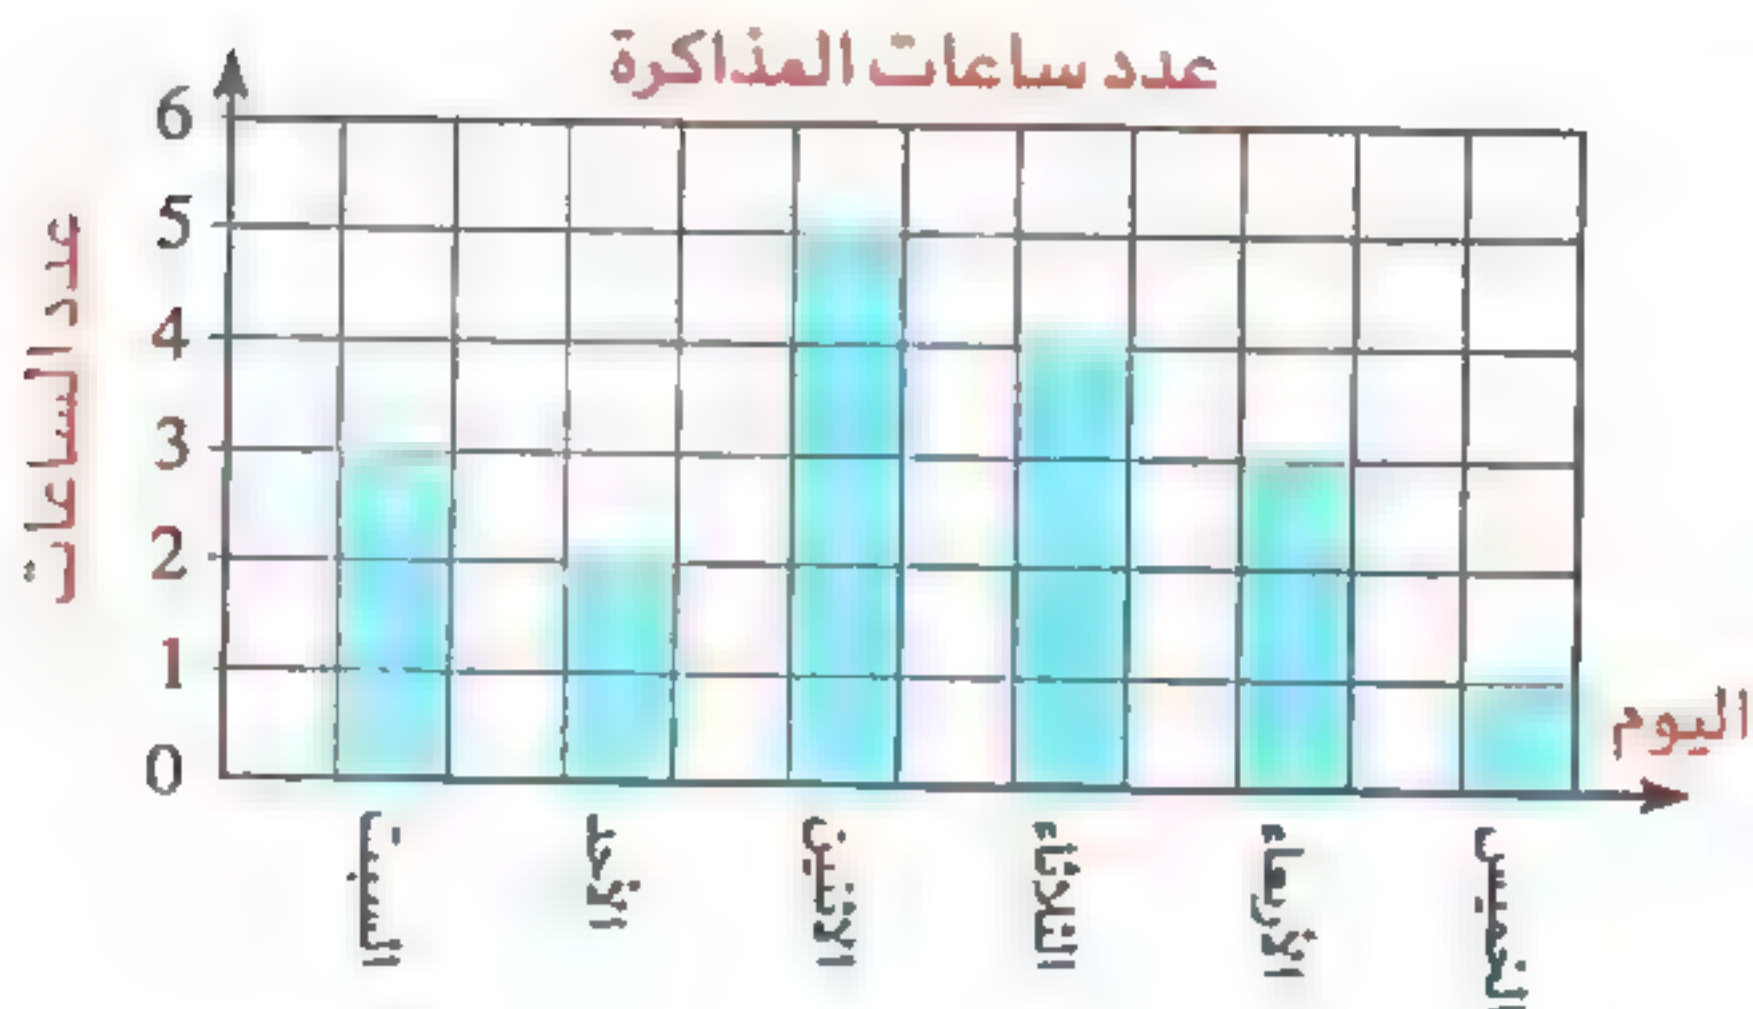 عدد ساعات المذاكرة
عدد الساعات
6
5
4
3
2
1
0
السبت
الأحد
الاثنين
الثلاثاء
الأربعاء
الخميس
اليوم